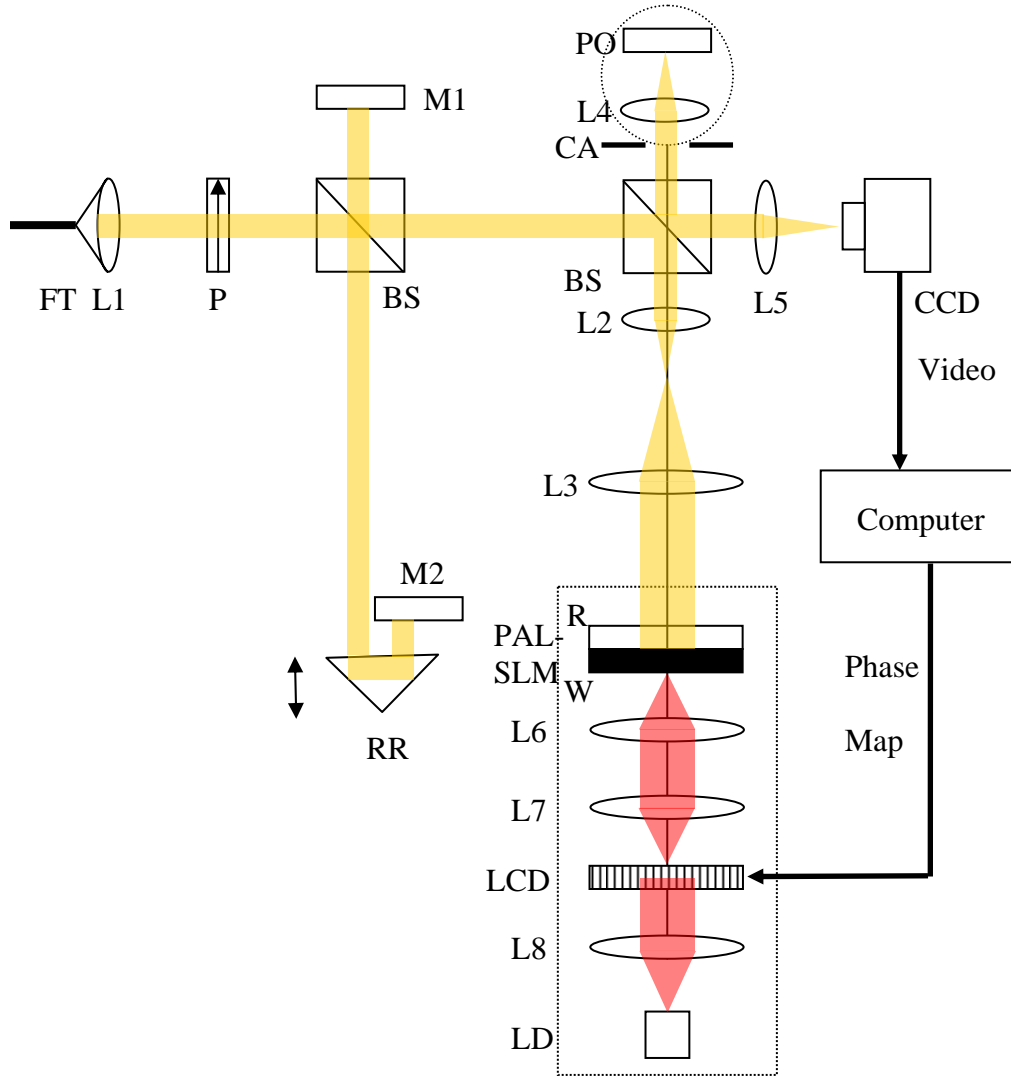 PO
M1
L4
CA
FT L1
P
BS
BS
L5
L2
CCD
Video
L3
Computer
M2
R
PAL-
SLM
W
Phase
L6
Map
RR
L7
LCD
L8
LD